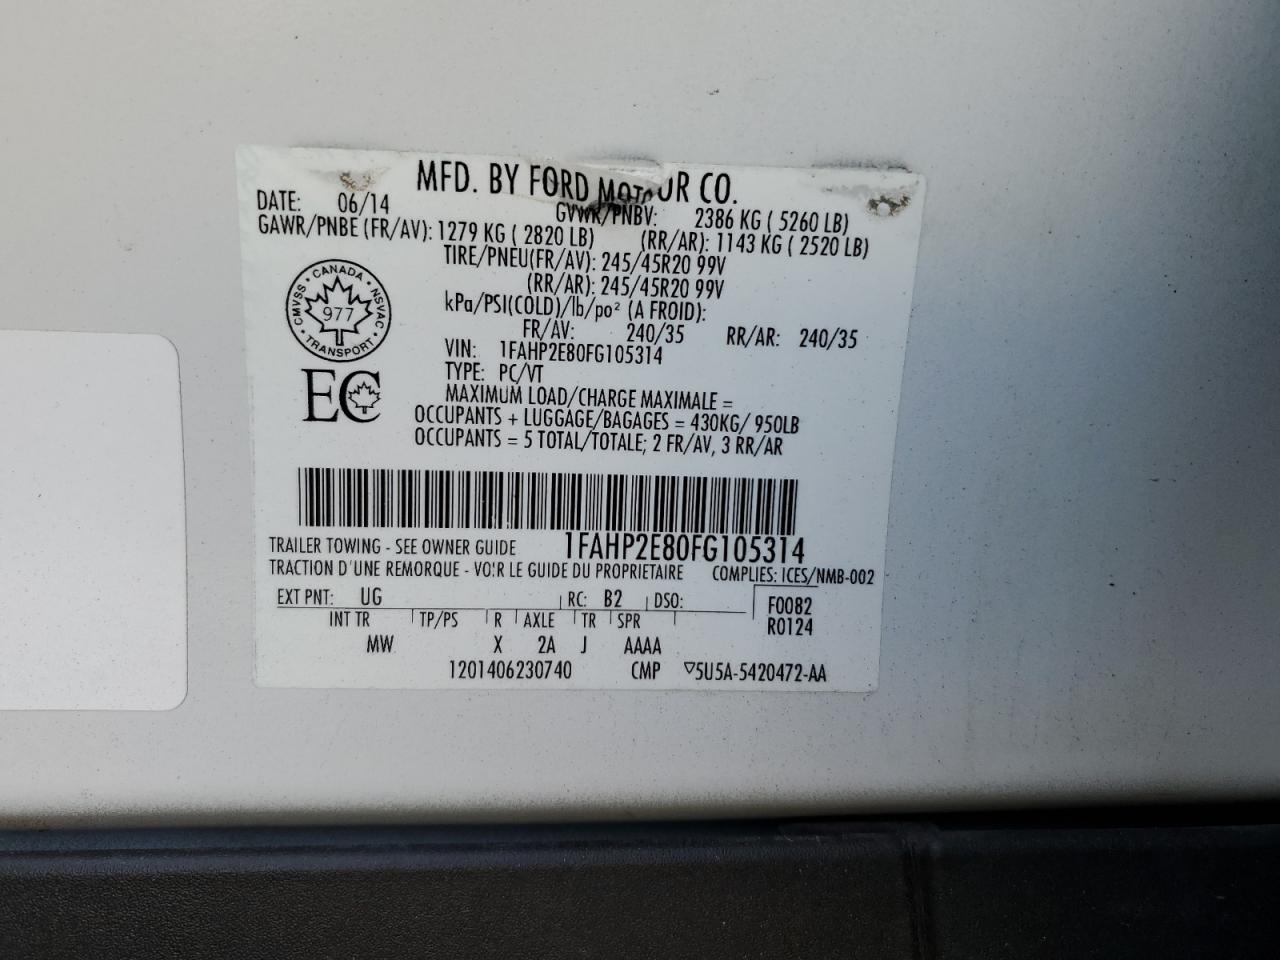 MFD. BY FORD MOTOUR CO.
DATE: 06/14 GVWR/PNBV: 2386 KG ( 5260 LB)
GAWR/PNBE (FR/AV): 1279 KG ( 2820 LB) (RR/AR): 1143 KG ( 2520 LB)
TIRE/PNEU(FR/AV): 245/45R20 99V
(RR/AR): 245/45R20 99V
kPa/PSI(COLD)/lb/po² (A FROID):
FR/AV: 240/35 RR/AR: 240/35
CMVSS · CANADA · NSVAC · TRANSPORT ·
977
EC
VIN: 1FAHP2E80FG105314
TYPE: PC/VT
MAXIMUM LOAD/CHARGE MAXIMALE =
OCCUPANTS + LUGGAGE/BAGAGES = 430KG/ 950LB
OCCUPANTS = 5 TOTAL/TOTALE; 2 FR/AV, 3 RR/AR
TRAILER TOWING - SEE OWNER GUIDE 1FAHP2E80FG105314
TRACTION D'UNE REMORQUE - VOIR LE GUIDE DU PROPRIETAIRE COMPLIES: ICES/NMB-002
EXT PNT: UG RC: B2 DSO: F0082
INT TR TP/PS R AXLE TR SPR R0124
MW X 2A J AAAA
1201406230740 CMP ▽5U5A-5420472-AA